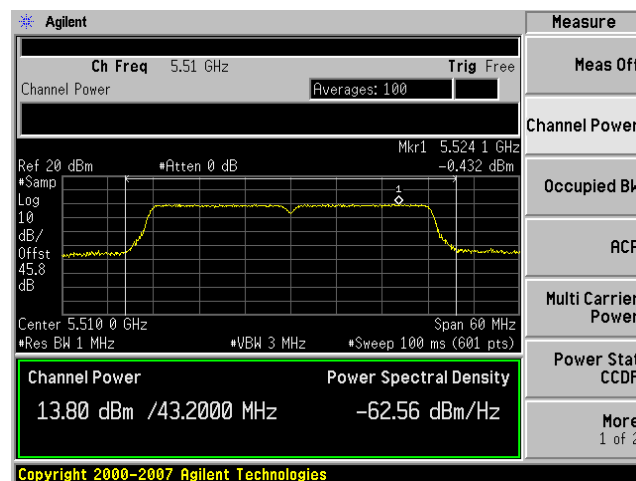 Agilent
Measure
Ch Freq 5.51 GHz Trig Free
Meas Off
Channel Power Averages: 100
Channel Power
Mkr1 5.524 1 GHz
Ref 20 dBm #Atten 0 dB -0.432 dBm
#Samp
Log
10
dB/
Offst
45.8
dB
1
Occupied BW
ACP
Multi Carrier
Power
Center 5.510 0 GHz Span 60 MHz
#Res BW 1 MHz #VBW 3 MHz #Sweep 100 ms (601 pts)
Power Stat
CCDF
Channel Power Power Spectral Density
13.80 dBm /43.2000 MHz -62.56 dBm/Hz
More
1 of 2
Copyright 2000-2007 Agilent Technologies